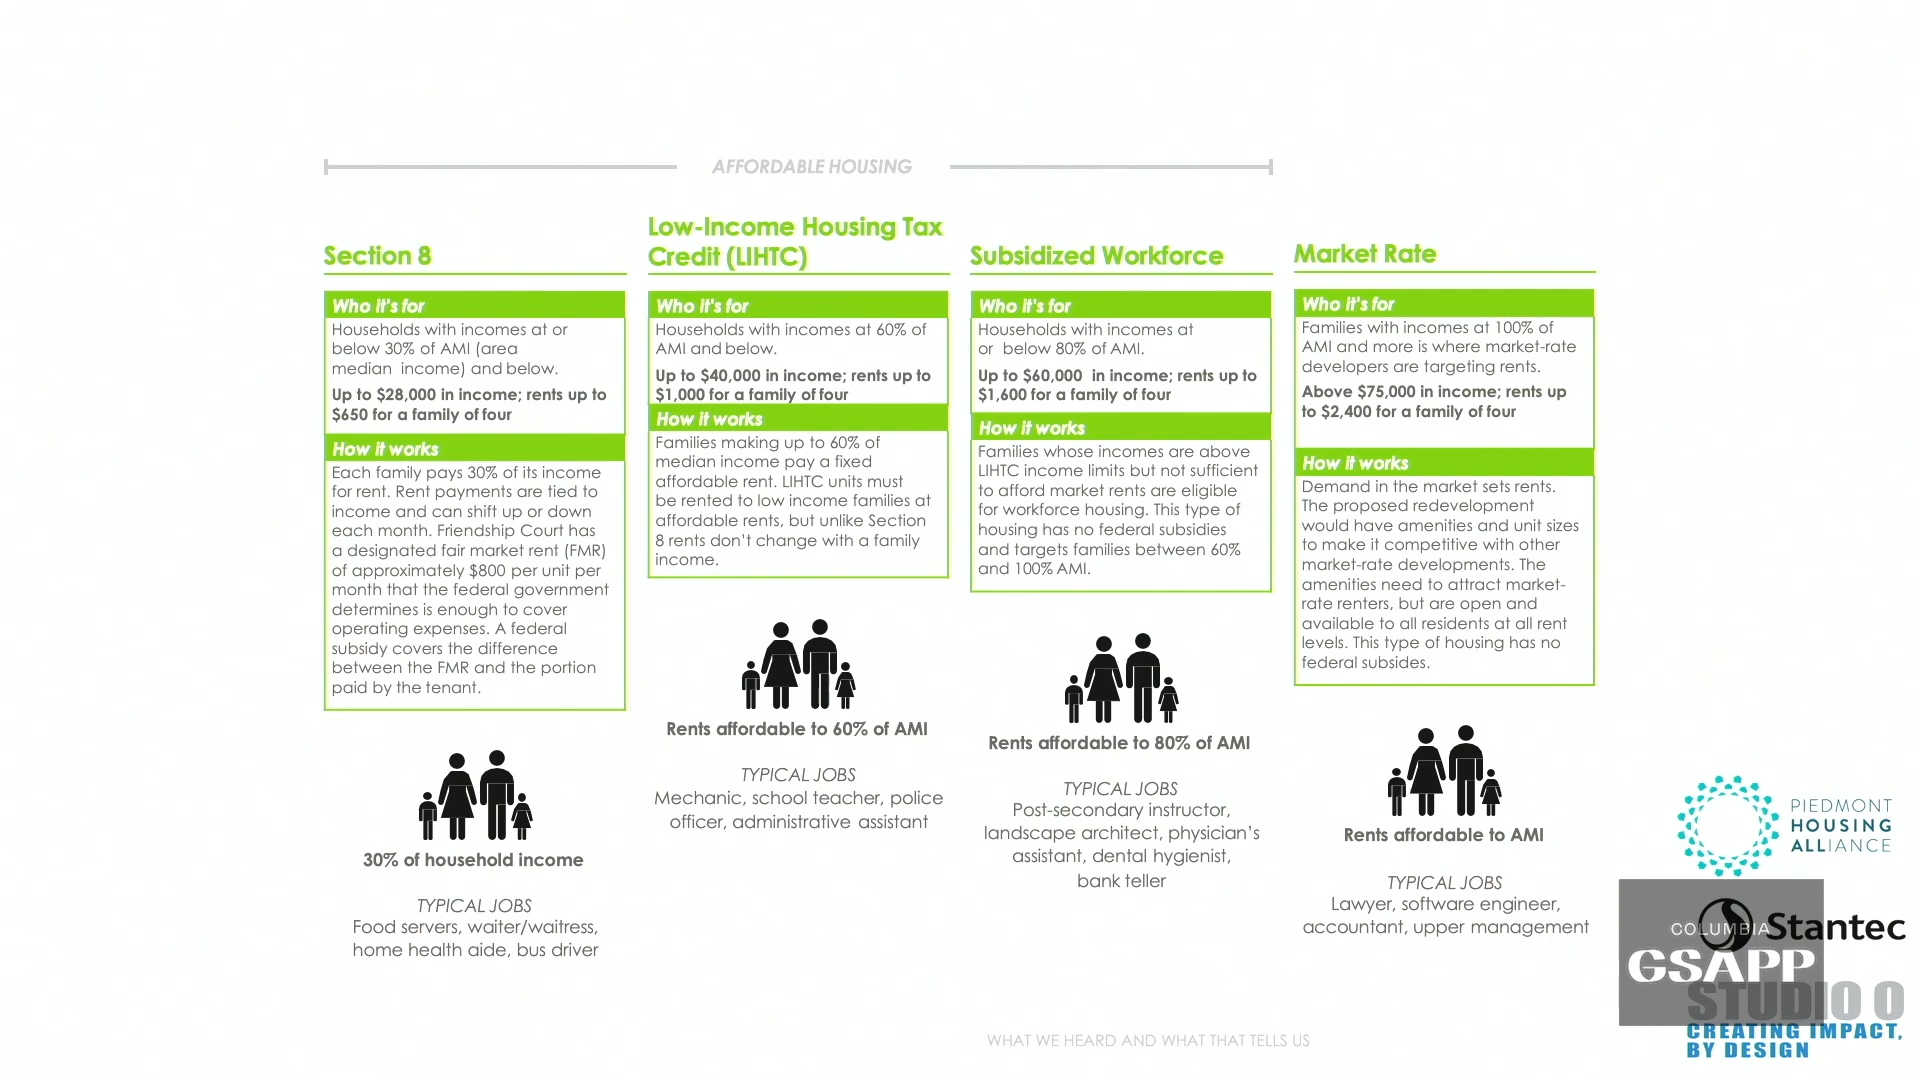 AFFORDABLE HOUSING
Section 8
Who it's for
Households with incomes at or
below 30% of AMI (area
median income) and below.
Up to $28,000 in income; rents up to
$650 for a family of four
How it works
Each family pays 30% of its income
for rent. Rent payments are tied to
income and can shift up or down
each month. Friendship Court has
a designated fair market rent (FMR)
of approximately $800 per unit per
month that the federal government
determines is enough to cover
operating expenses. A federal
subsidy covers the difference
between the FMR and the portion
paid by the tenant.
30% of household income
TYPICAL JOBS
Food servers, waiter/waitress,
home health aide, bus driver
Low-Income Housing Tax
Credit (LIHTC)
Who it's for
Households with incomes at 60% of
AMI and below.
Up to $40,000 in income; rents up to
$1,000 for a family of four
How it works
Families making up to 60% of
median income pay a fixed
affordable rent. LIHTC units must
be rented to low income families at
affordable rents, but unlike Section
8 rents don't change with a family
income.
Rents affordable to 60% of AMI
TYPICAL JOBS
Mechanic, school teacher, police
officer, administrative assistant
Subsidized Workforce
Who it's for
Households with incomes at
or below 80% of AMI.
Up to $60,000 in income; rents up to
$1,600 for a family of four
How it works
Families whose incomes are above
LIHTC income limits but not sufficient
to afford market rents are eligible
for workforce housing. This type of
housing has no federal subsidies
and targets families between 60%
and 100% AMI.
Rents affordable to 80% of AMI
TYPICAL JOBS
Post-secondary instructor,
landscape architect, physician's
assistant, dental hygienist,
bank teller
Market Rate
Who it's for
Families with incomes at 100% of
AMI and more is where market-rate
developers are targeting rents.
Above $75,000 in income; rents up
to $2,400 for a family of four
How it works
Demand in the market sets rents.
The proposed redevelopment
would have amenities and unit sizes
to make it competitive with other
market-rate developments. The
amenities need to attract market-
rate renters, but are open and
available to all residents at all rent
levels. This type of housing has no
federal subsides.
Rents affordable to AMI
TYPICAL JOBS
Lawyer, software engineer,
accountant, upper management
PIEDMONT
HOUSING
ALLIANCE
Stantec
COLUMBIA
GSAPP
STUDIO O
CREATING IMPACT,
BY DESIGN
WHAT WE HEARD AND WHAT THAT TELLS US